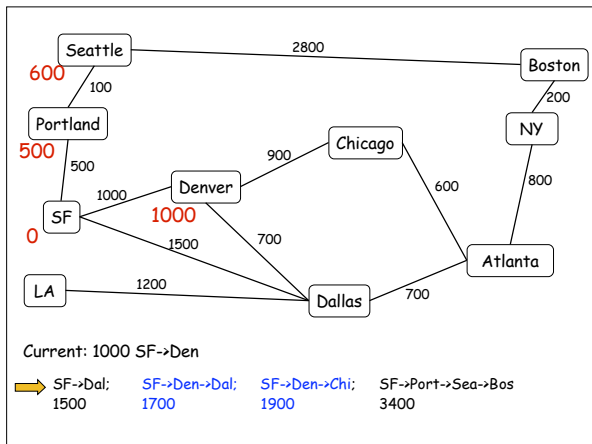 2800
Seattle
Boston
600
100
200
Portland
NY
500
Chicago
900
500
800
Denver
1000
600
SF
1000
0
1500
700
Atlanta
LA
1200
700
Dallas
Current: 1000 SF->Den
SF->Dal; SF->Den->Dal; SF->Den->Chi; SF->Port->Sea->Bos
1500 1700 1900 3400